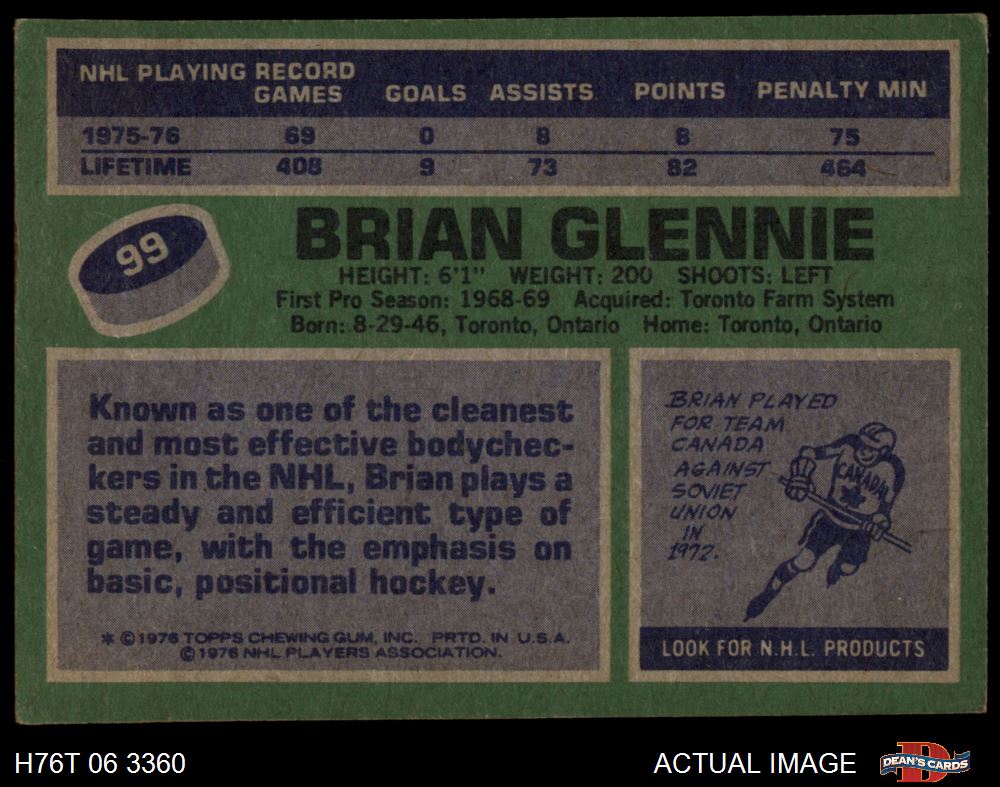 NHL PLAYING RECORD
GAMES GOALS ASSISTS POINTS PENALTY MIN
1975-76 69 0 8 8 75
LIFETIME 408 9 73 82 464
99
BRIAN GLENNIE
HEIGHT: 6'1" WEIGHT: 200 SHOOTS: LEFT
First Pro Season: 1968-69 Acquired: Toronto Farm System
Born: 8-29-46, Toronto, Ontario Home: Toronto, Ontario
Known as one of the cleanest
and most effective bodychec-
kers in the NHL, Brian plays a
steady and efficient type of
game, with the emphasis on
basic, positional hockey.
* ©1976 TOPPS CHEWING GUM, INC. PRTD. IN U.S.A.
©1976 NHL PLAYERS ASSOCIATION.
BRIAN PLAYED
FOR TEAM
CANADA
AGAINST
SOVIET
UNION
IN
1972.
CANADA
LOOK FOR N.H.L. PRODUCTS
H76T 06 3360
ACTUAL IMAGE
D
DEAN'S CARDS